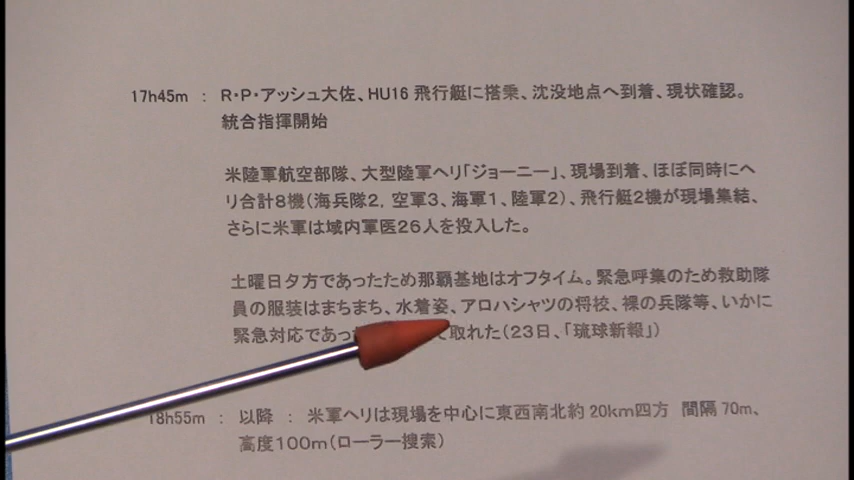 17h45m : R・P・アッシュ大佐、HU16 飛行艇に搭乗、沈没地点へ到着、現状確認。
統合指揮開始
米陸軍航空部隊、大型陸軍ヘリ「ジョーニー」、現場到着、ほぼ同時にヘ
リ合計8機(海兵隊2, 空軍3、海軍1、陸軍2)、飛行艇2機が現場集結、
さらに米軍は域内軍医26人を投入した。
土曜日夕方であったため那覇基地はオフタイム。緊急呼集のため救助隊
員の服装はまちまち、水着姿、アロハシャツの将校、裸の兵隊等、いかに
緊急対応であっ 取れた(23日、「琉球新報」)
18h55m : 以降 : 米軍ヘリは現場を中心に東西南北約20km四方 間隔70m、
高度100m(ローラー捜索)